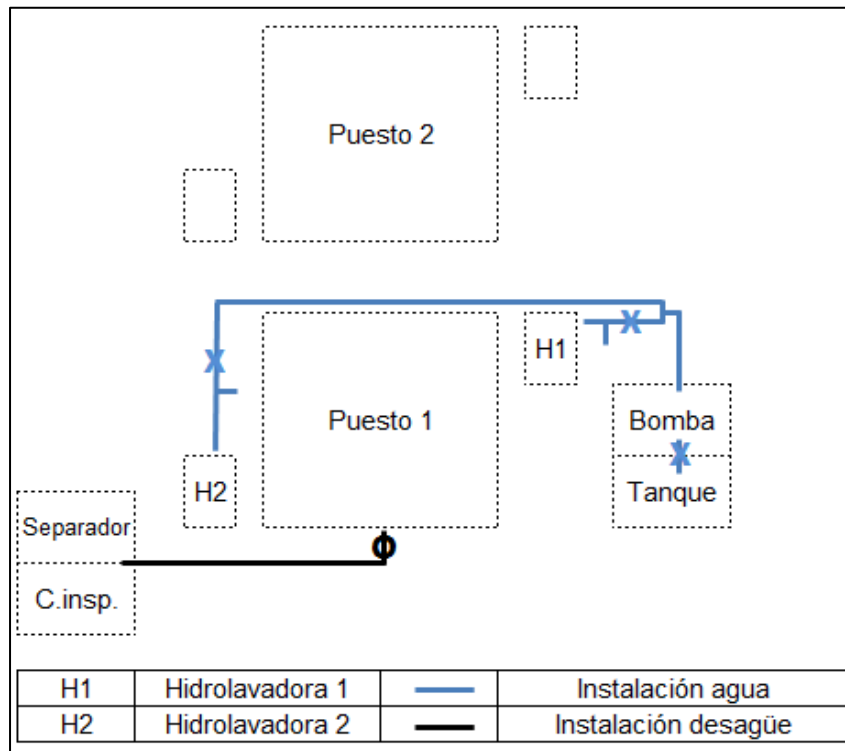 Puesto 2
H1
Puesto 1
Bomba
H2
Tanque
Separador
C.insp.
H1 Hidrolavadora 1 Instalación agua
H2 Hidrolavadora 2 Instalación desagüe